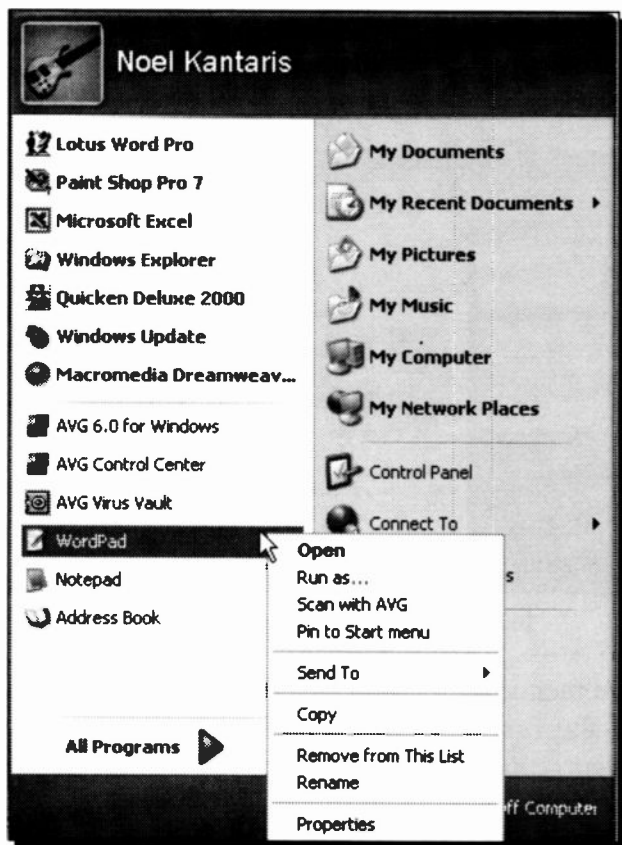 Noel Kantaris
Lotus Word Pro
Paint Shop Pro 7
Microsoft Excel
Windows Explorer
Quicken Deluxe 2000
Windows Update
Macromedia Dreamweav...
AVG 6.0 for Windows
AVG Control Center
AVG Virus Vault
WordPad
Notepad
Address Book
All Programs
My Documents
My Recent Documents
My Pictures
My Music
My Computer
My Network Places
Control Panel
Connect To
s
Open
Run as...
Scan with AVG
Pin to Start menu
Send To
Copy
Remove from This List
Rename
Properties
ff Computer